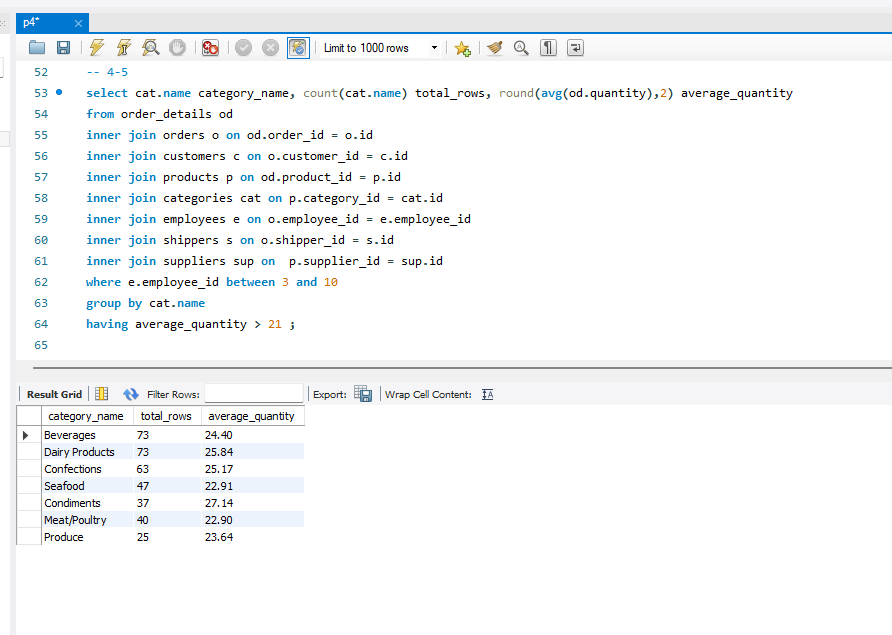 p4*
Limit to 1000 rows
52 -- 4-5
53 select cat.name category_name, count(cat.name) total_rows, round(avg(od.quantity),2) average_quantity
54 from order_details od
55 inner join orders o on od.order_id = o.id
56 inner join customers c on o.customer_id = c.id
57 inner join products p on od.product_id = p.id
58 inner join categories cat on p.category_id = cat.id
59 inner join employees e on o.employee_id = e.employee_id
60 inner join shippers s on o.shipper_id = s.id
61 inner join suppliers sup on  p.supplier_id = sup.id
62 where e.employee_id between 3 and 10
63 group by cat.name
64 having average_quantity > 21 ;
65
Result Grid Filter Rows: Export: Wrap Cell Content:
category_name total_rows average_quantity
Beverages 73 24.40
Dairy Products 73 25.84
Confections 63 25.17
Seafood 47 22.91
Condiments 37 27.14
Meat/Poultry 40 22.90
Produce 25 23.64